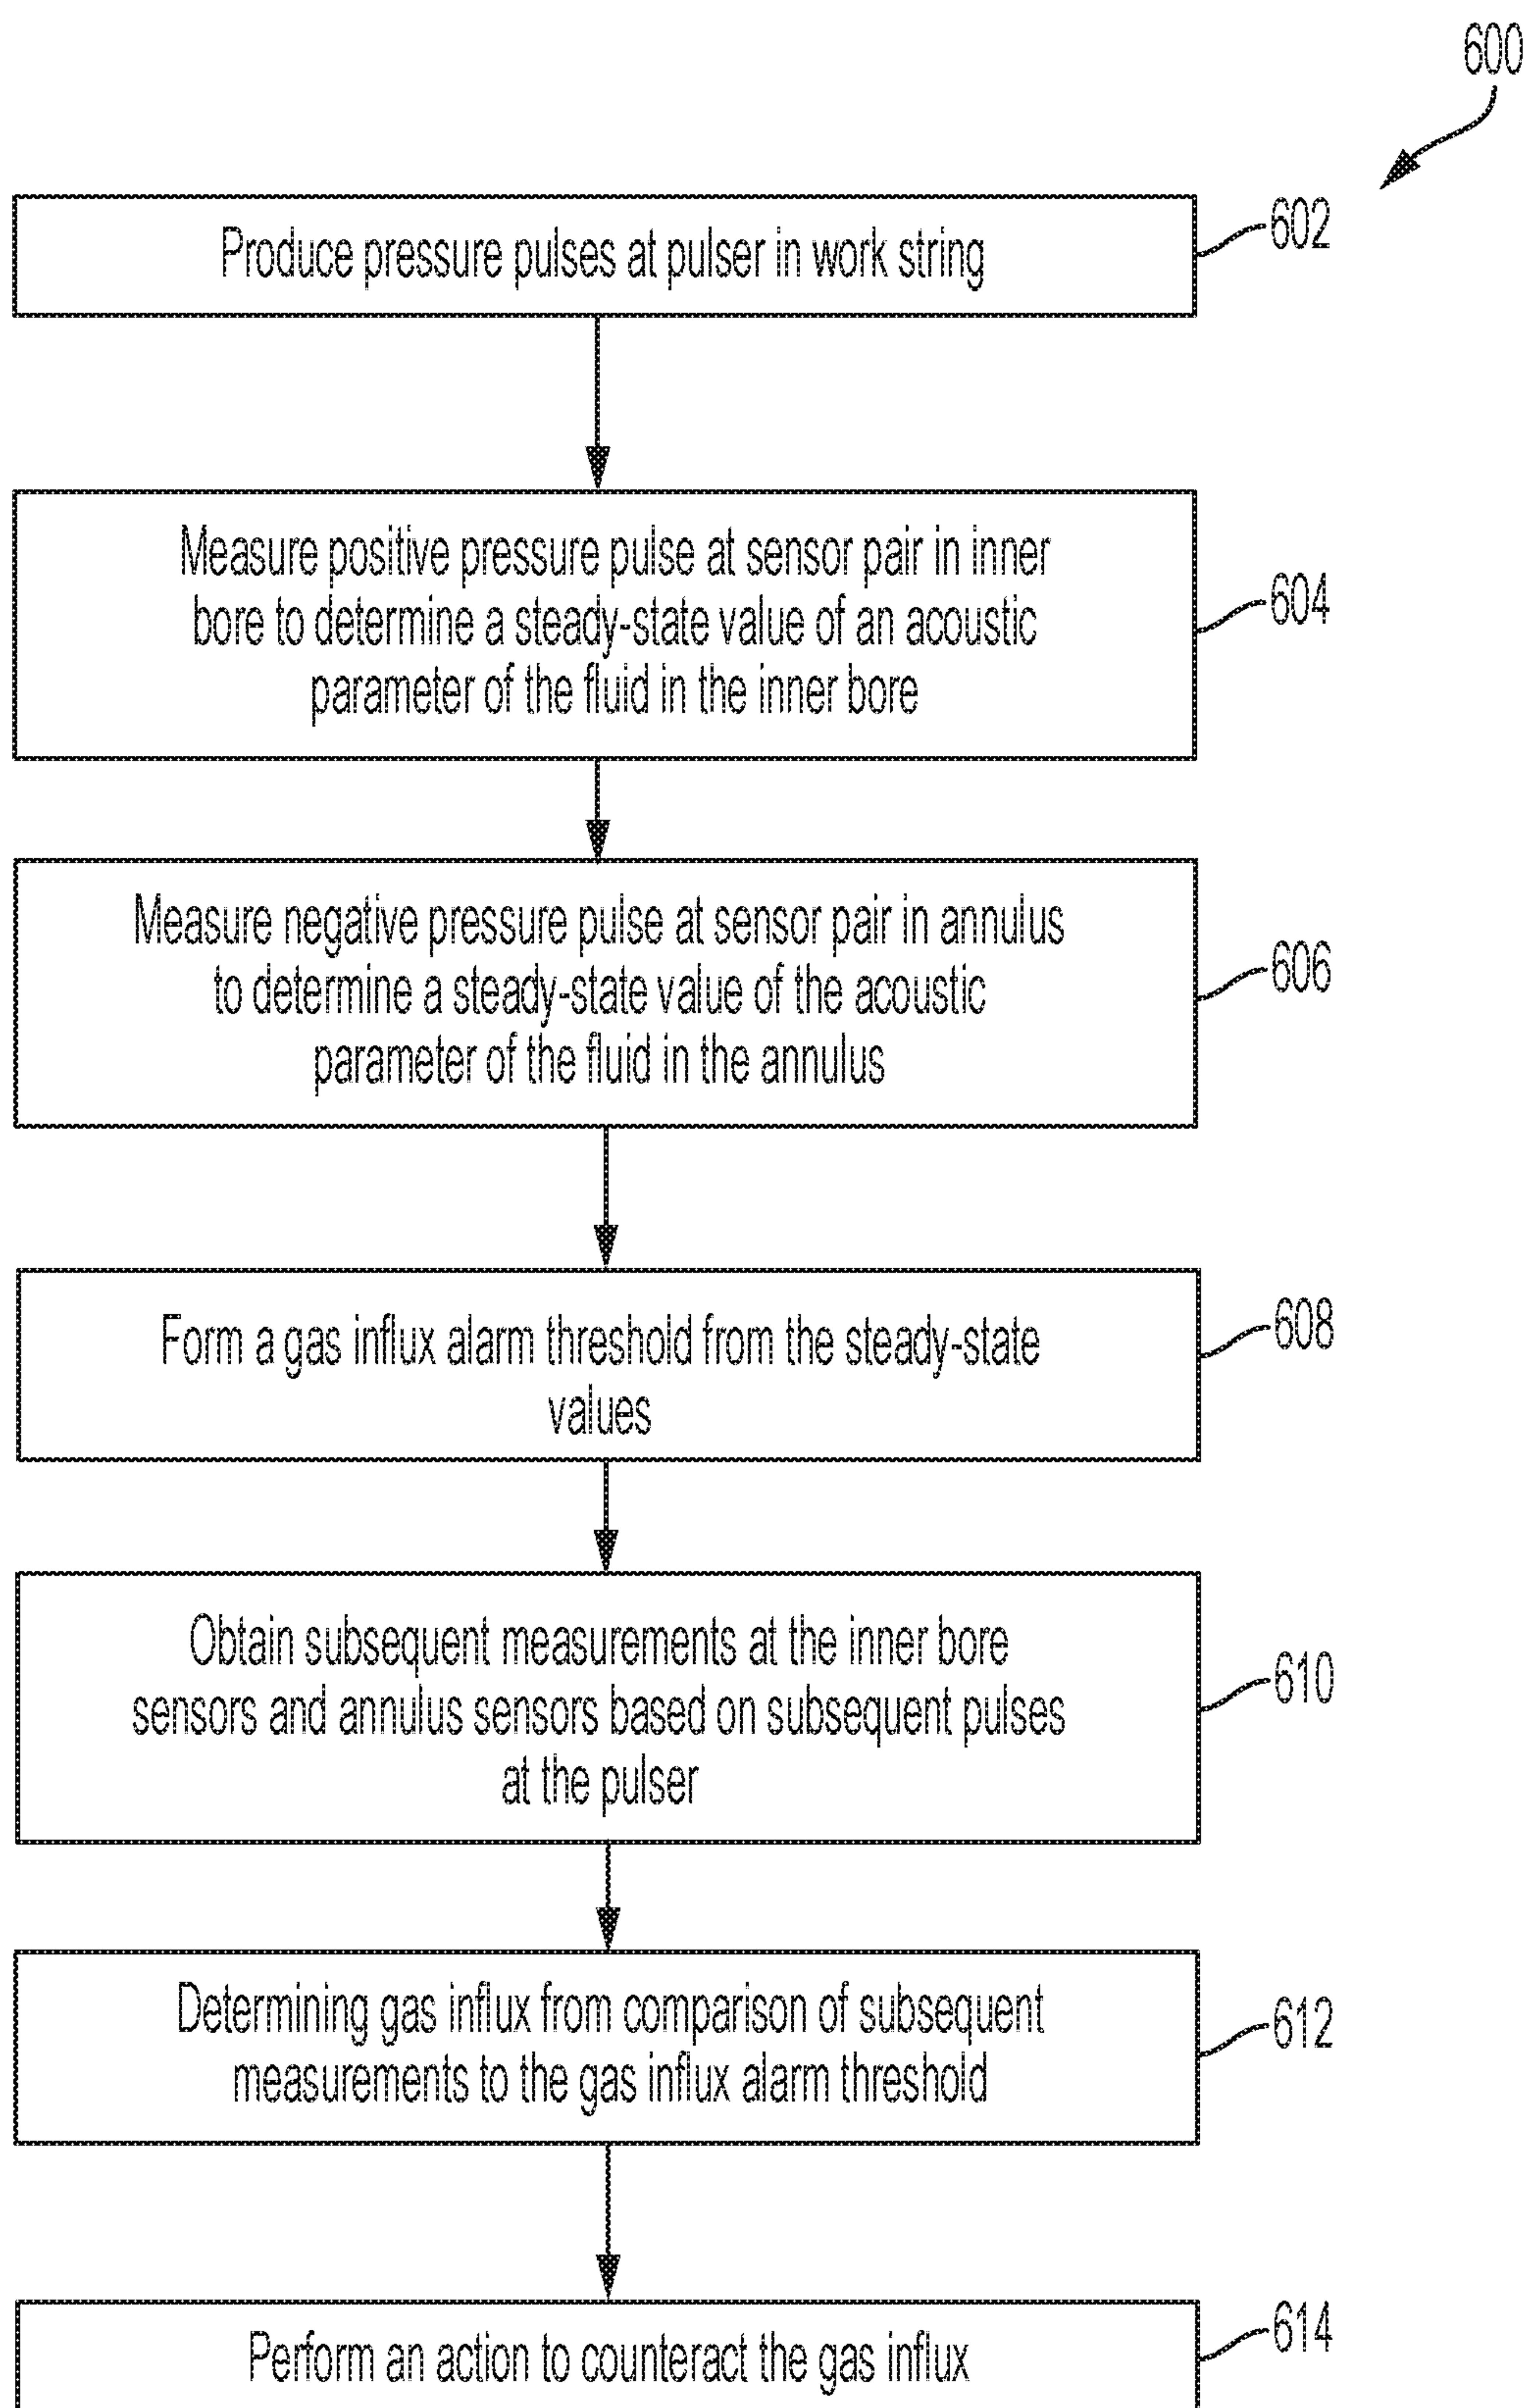 600
Produce pressure pulses at pulser in work string
602
Measure positive pressure pulse at sensor pair in inner
bore to determine a steady-state value of an acoustic
parameter of the fluid in the inner bore
604
Measure negative pressure pulse at sensor pair in annulus
to determine a steady-state value of the acoustic
parameter of the fluid in the annulus
606
Form a gas influx alarm threshold from the steady-state
values
608
Obtain subsequent measurements at the inner bore
sensors and annulus sensors based on subsequent pulses
at the pulser
610
Determining gas influx from comparison of subsequent
measurements to the gas influx alarm threshold
612
Perform an action to counteract the gas influx
614